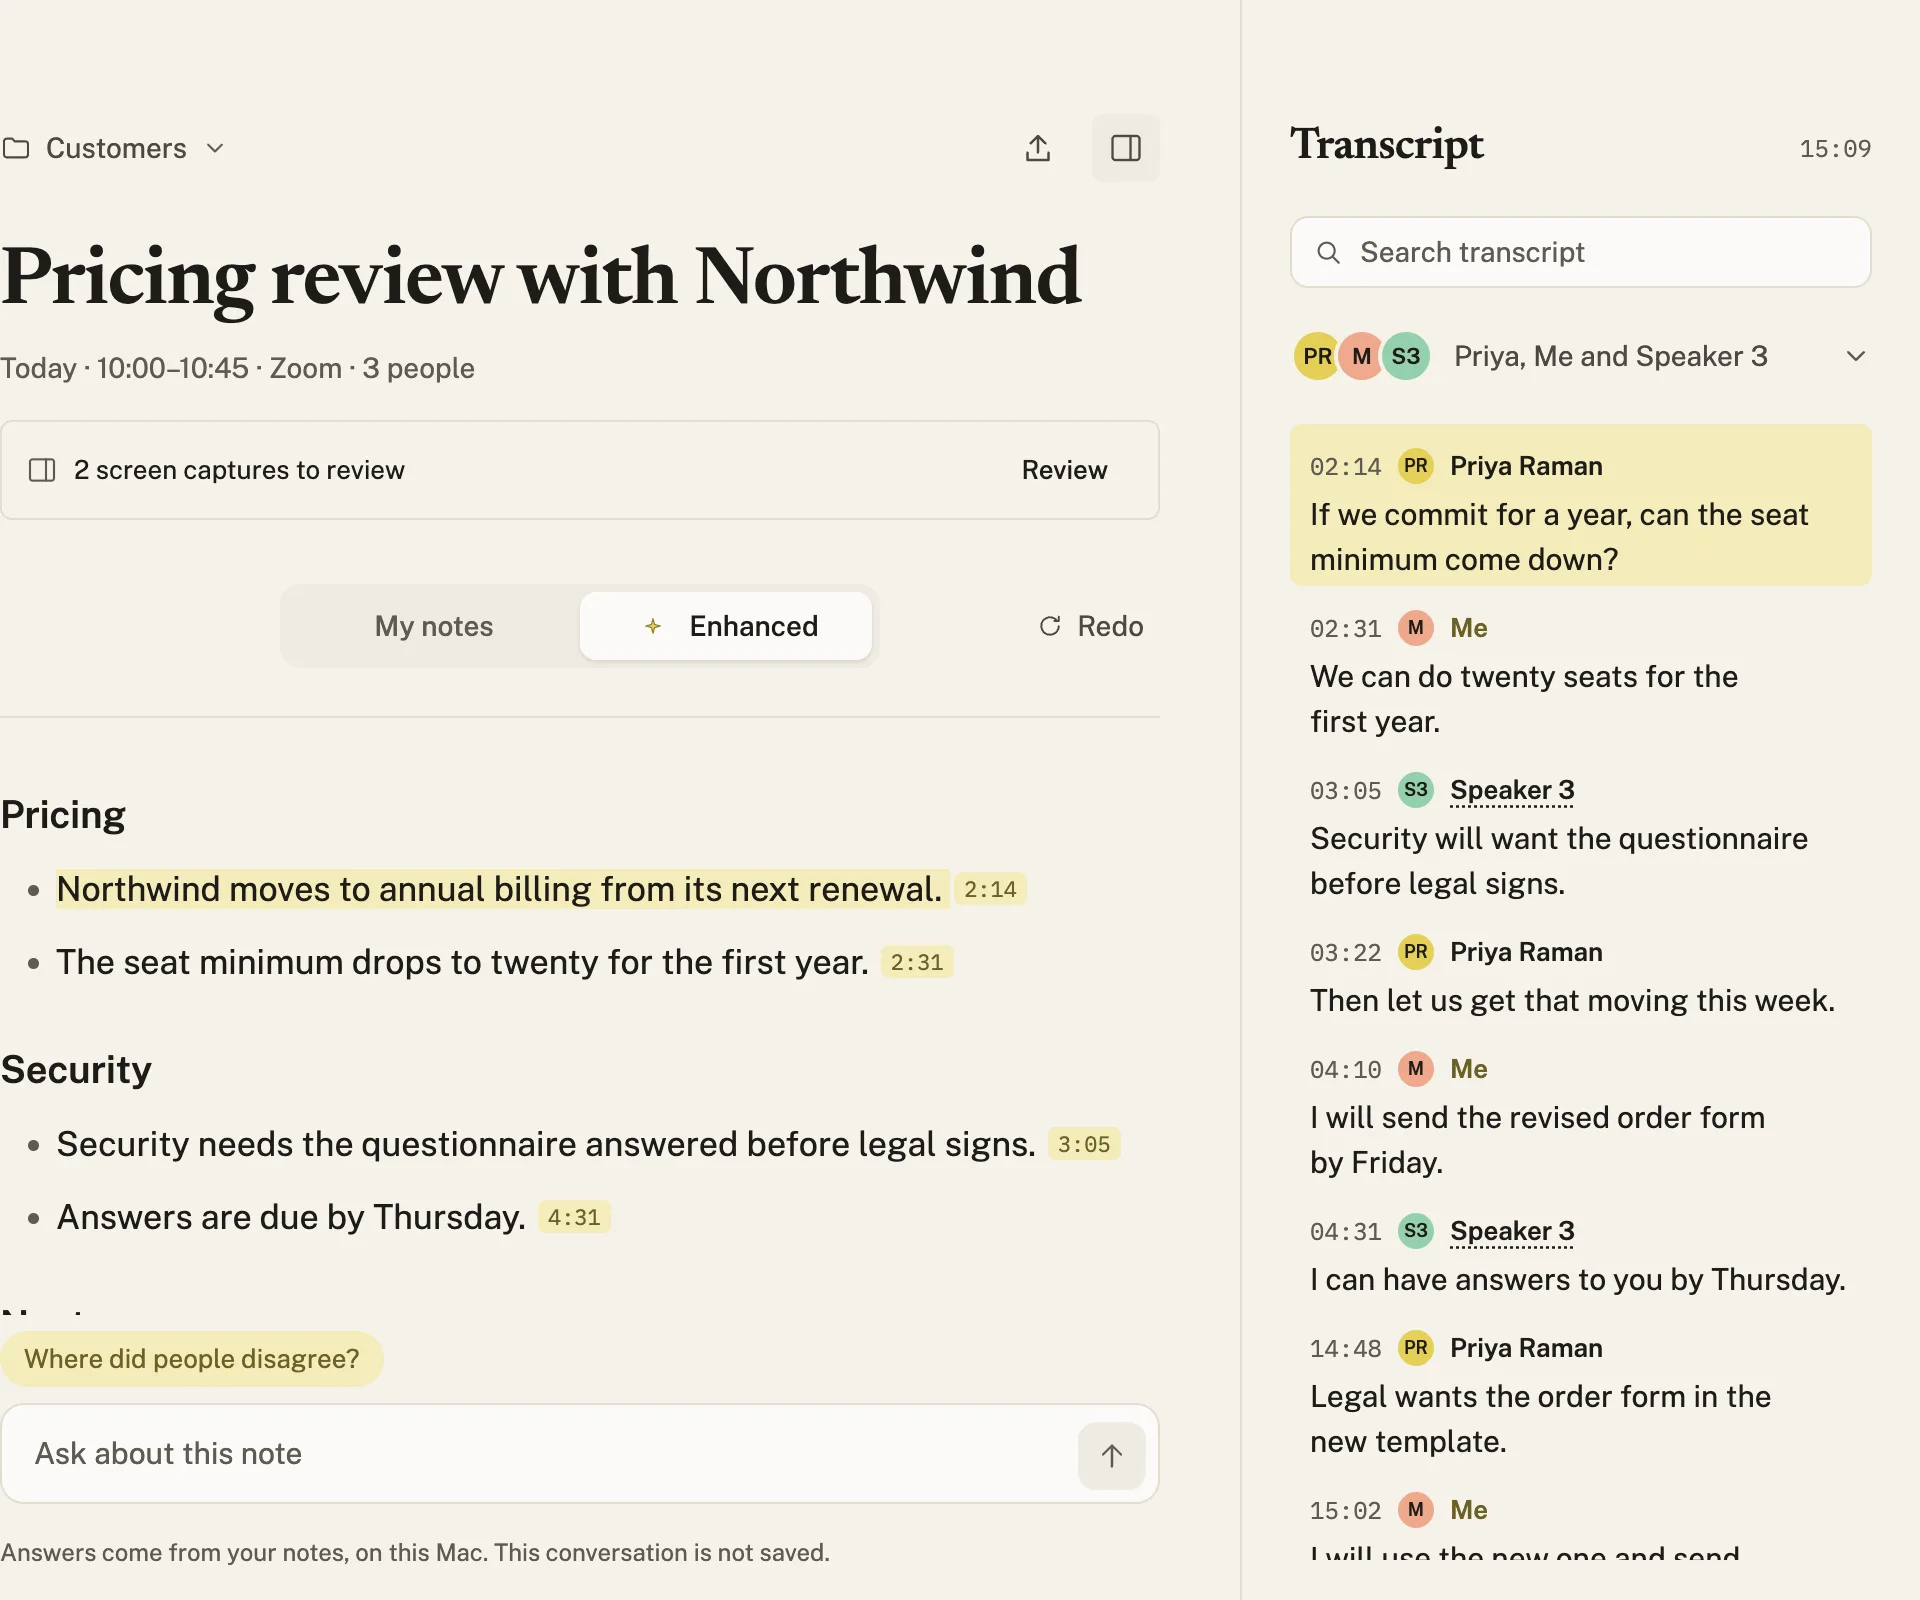 Customers
Pricing review with Northwind
Today · 10:00–10:45 · Zoom · 3 people
2 screen captures to review
Review
My notes
Enhanced
Redo
Pricing
Northwind moves to annual billing from its next renewal. 2:14
The seat minimum drops to twenty for the first year. 2:31
Security
Security needs the questionnaire answered before legal signs. 3:05
Answers are due by Thursday. 4:31
Where did people disagree?
Ask about this note
Answers come from your notes, on this Mac. This conversation is not saved.
Transcript
15:09
Search transcript
PR M S3 Priya, Me and Speaker 3
02:14 PR Priya Raman
If we commit for a year, can the seat
minimum come down?
02:31 M Me
We can do twenty seats for the
first year.
03:05 S3 Speaker 3
Security will want the questionnaire
before legal signs.
03:22 PR Priya Raman
Then let us get that moving this week.
04:10 M Me
I will send the revised order form
by Friday.
04:31 S3 Speaker 3
I can have answers to you by Thursday.
14:48 PR Priya Raman
Legal wants the order form in the
new template.
15:02 M Me
I will use the new one and send